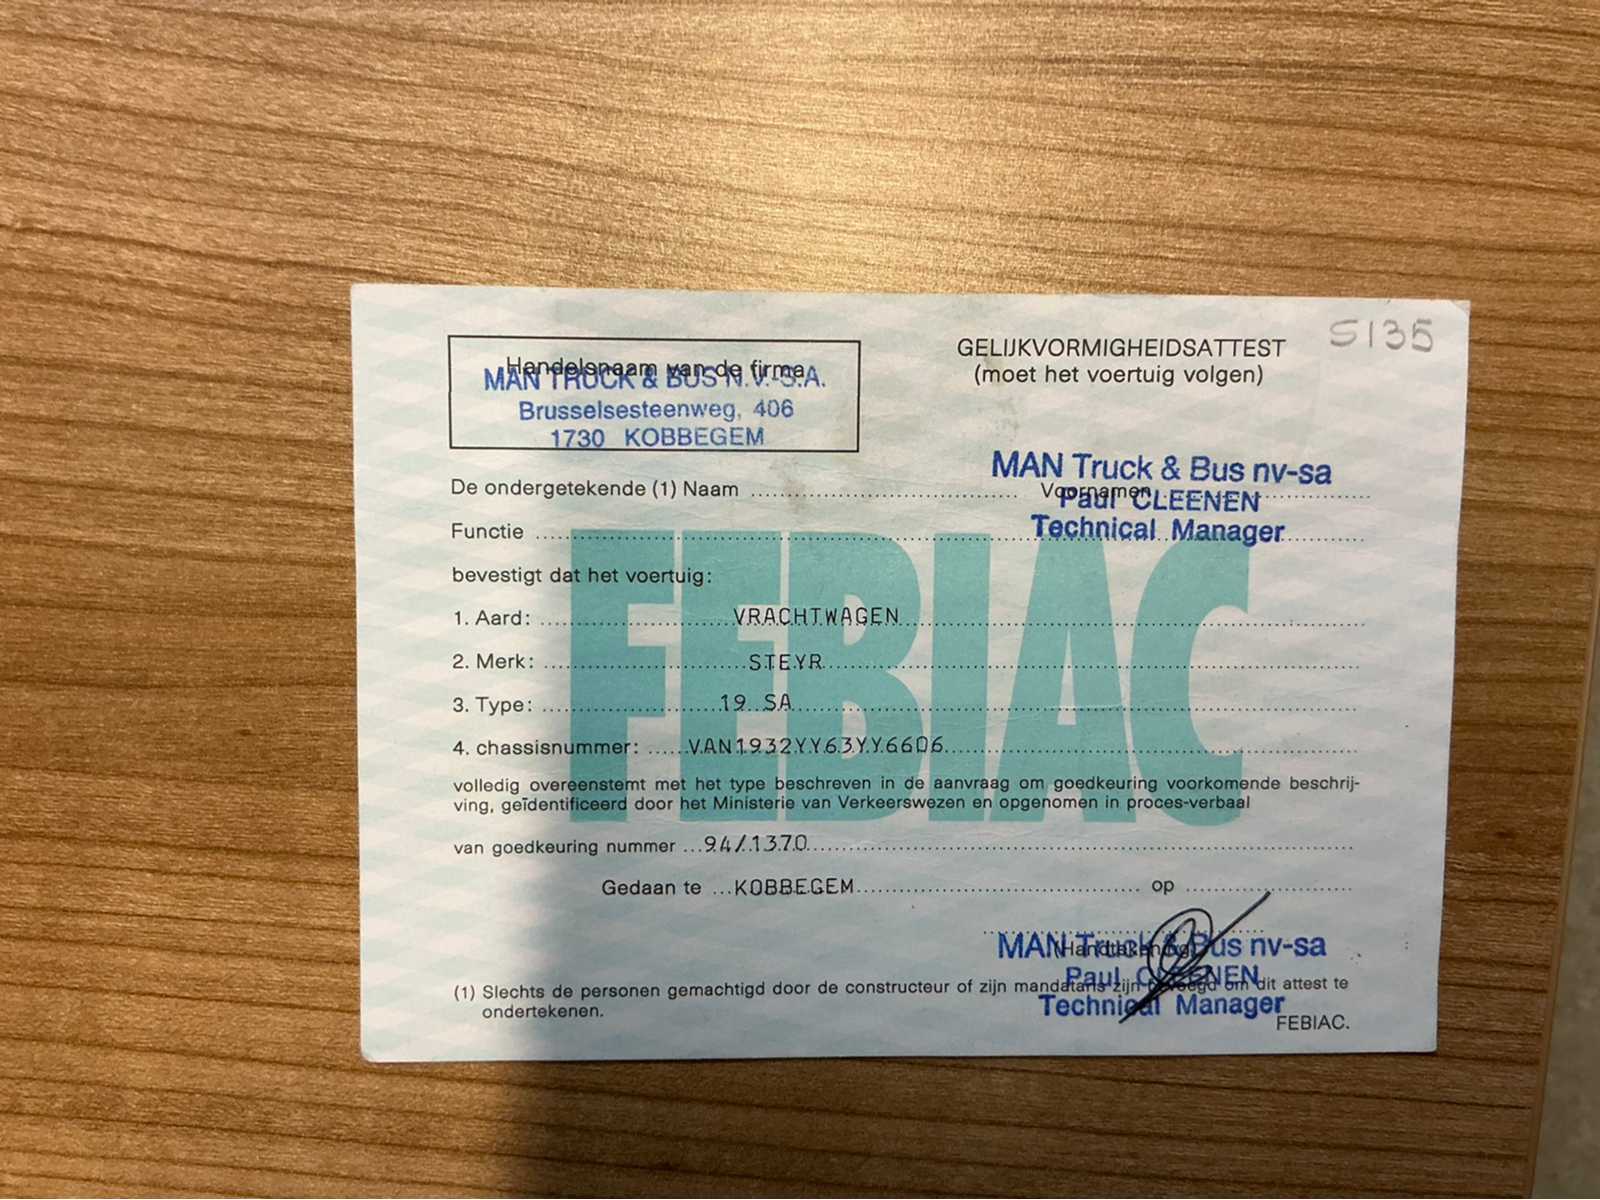 Handelsnaam van de firma
MAN TRUCK & BUS N.V.-S.A.
Brusselsesteenweg, 406
1730 KOBBEGEM
GELIJKVORMIGHEIDSATTEST
(moet het voertuig volgen)
S135
MAN Truck & Bus nv-sa
De ondergetekende (1) Naam Voornamen
Paul CLEENEN
Functie Technical Manager
bevestigt dat het voertuig:
1. Aard: VRACHTWAGEN
2. Merk: STEYR
3. Type: 19 SA
4. chassisnummer: VAN1932YY63YY6606
FEBIAC
volledig overeenstemt met het type beschreven in de aanvraag om goedkeuring voorkomende beschrij-
ving, geïdentificeerd door het Ministerie van Verkeerswezen en opgenomen in proces-verbaal
van goedkeuring nummer 94/1370
Gedaan te KOBBEGEM op
MAN Truck & Bus nv-sa
(Handtekening)
Paul CLEENEN
(1) Slechts de personen gemachtigd door de constructeur of zijn mandataris zijn bevoegd om dit attest te
ondertekenen.
Technical Manager
FEBIAC.